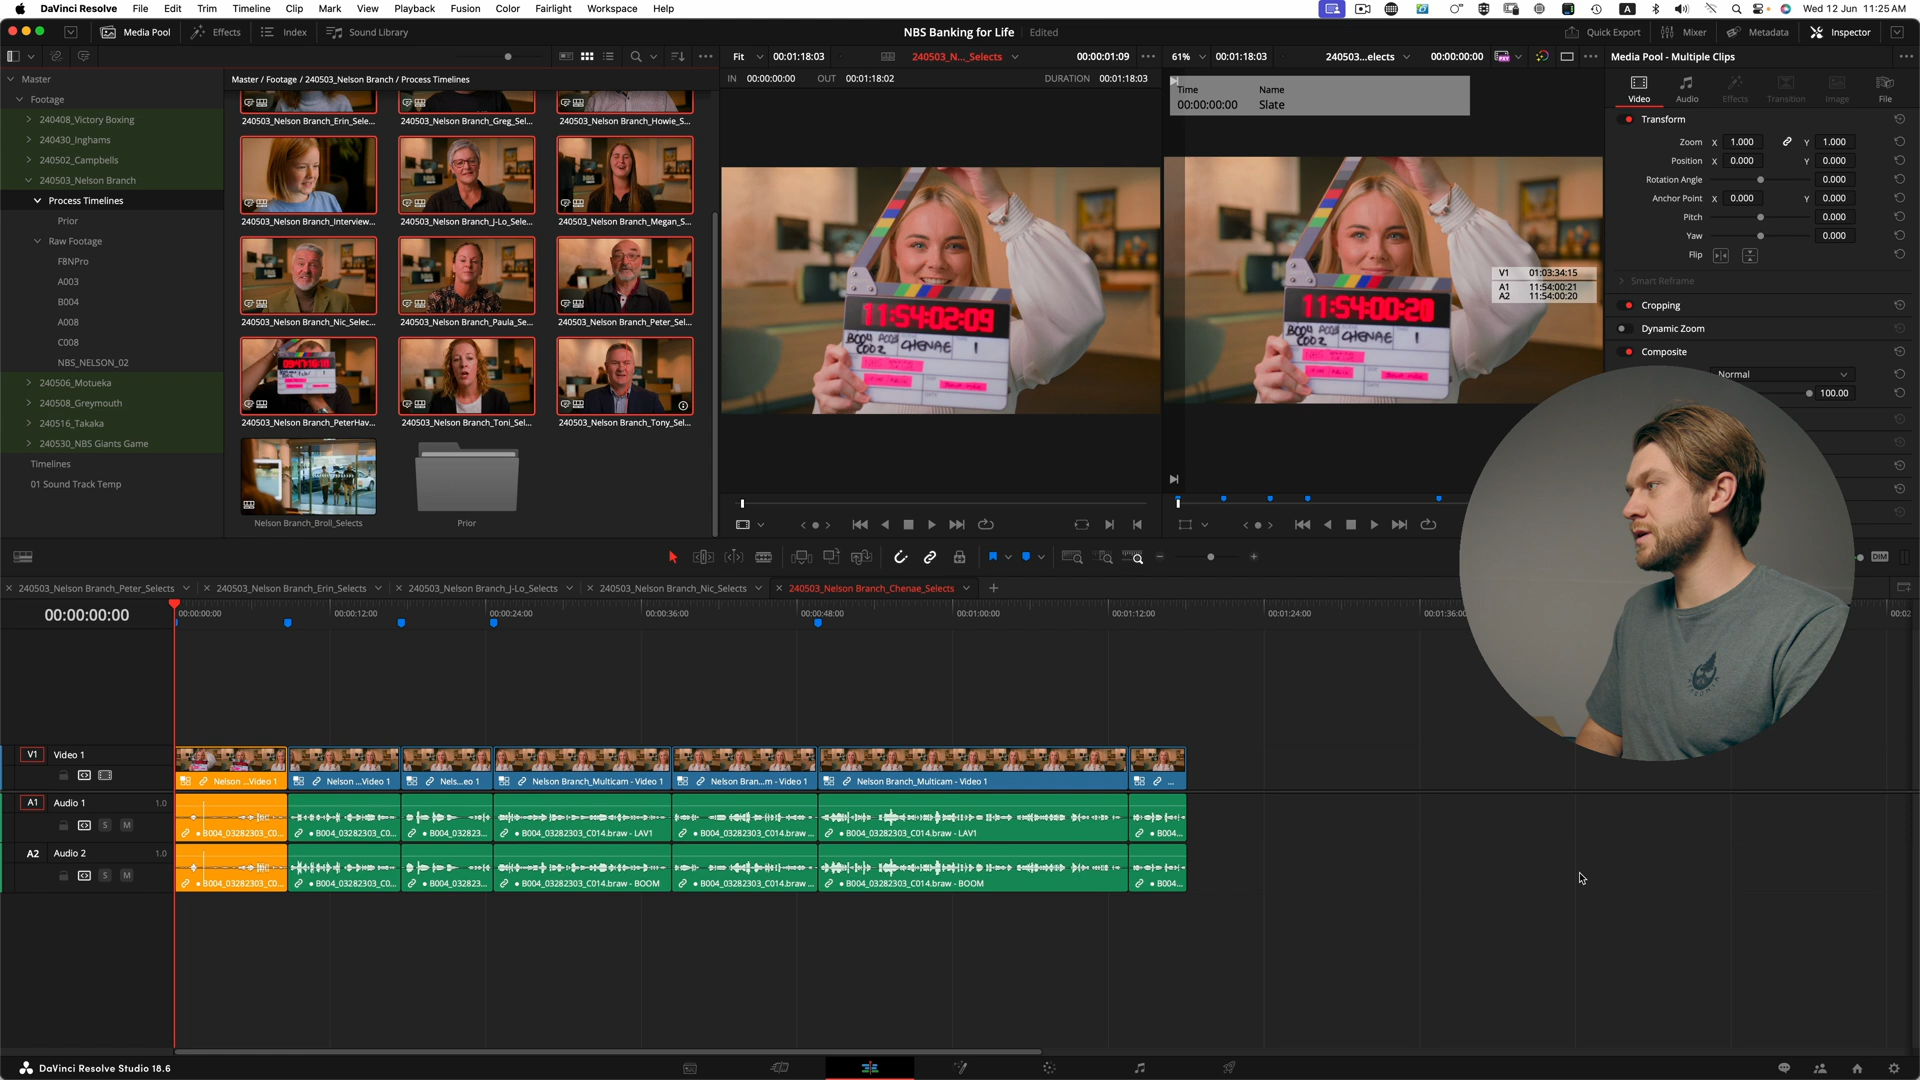 DaVinci Resolve File Edit Trim Timeline Clip Mark View Playback Fusion Color Fairlight Workspace Help
A Wed 12 Jun 11:25 AM
Media Pool Effects Index Sound Library
NBS Banking for Life Edited
Quick Export Mixer Metadata Inspector
Fit 00:01:18:03 240503_N..._Selects 00:00:01:09
61% 00:01:18:03 240503...elects 00:00:00:00
Media Pool - Multiple Clips
Master
Footage
240408_Victory Boxing
240430_Inghams
240502_Campbells
240503_Nelson Branch
Process Timelines
Prior
Raw Footage
F8NPro
A003
B004
A008
C008
NBS_NELSON_02
240506_Motueka
240508_Greymouth
240516_Takaka
240530_NBS Giants Game
Timelines
01 Sound Track Temp
Master / Footage / 240503_Nelson Branch / Process Timelines
240503_Nelson Branch_Erin_Sele...
240503_Nelson Branch_Greg_Sel...
240503_Nelson Branch_Howie_S...
240503_Nelson Branch_Interview...
240503_Nelson Branch_J-Lo_Sele...
240503_Nelson Branch_Megan_S...
240503_Nelson Branch_Nic_Selec...
240503_Nelson Branch_Paula_Se...
240503_Nelson Branch_Peter_Sel...
240503_Nelson Branch_PeterHav...
240503_Nelson Branch_Toni_Sel...
240503_Nelson Branch_Tony_Sel...
Nelson Branch_Broll_Selects
Prior
IN 00:00:00:00 OUT 00:01:18:02 DURATION 00:01:18:03
11:54:02:09
CHENAE 1
Time Name
00:00:00:00 Slate
11:54:00:20
CHENAE 1
V1 01:03:34:15
A1 11:54:00:21
A2 11:54:00:20
Video Audio Effects Transition Image File
Transform
Zoom X 1.000 Y 1.000
Position X 0.000 Y 0.000
Rotation Angle 0.000
Anchor Point X 0.000 Y 0.000
Pitch 0.000
Yaw 0.000
Flip
Smart Reframe
Cropping
Dynamic Zoom
Composite
Normal
100.00
DIM
240503_Nelson Branch_Peter_Selects
240503_Nelson Branch_Erin_Selects
240503_Nelson Branch_J-Lo_Selects
240503_Nelson Branch_Nic_Selects
240503_Nelson Branch_Chenae_Selects
00:00:00:00
00:00:00:00 00:00:12:00 00:00:24:00 00:00:36:00 00:00:48:00 00:01:00:00 00:01:12:00 00:01:24:00 00:01:36:0 00:02
V1 Video 1
Nelson ...Video 1
Nelson ...Video 1
Nels...eo 1
Nelson Branch_Multicam - Video 1
Nelson Bran...m - Video 1
Nelson Branch_Multicam - Video 1
...
A1 Audio 1 1.0
S M
B004_03282303_C0...
B004_03282303_C0...
B004_032823...
B004_03282303_C014.braw - LAV1
B004_03282303_C014.braw ...
B004_03282303_C014.braw - LAV1
B004...
A2 Audio 2 1.0
S M
B004_03282303_C0...
B004_03282303_C0...
B004_032823...
B004_03282303_C014.braw - BOOM
B004_03282303_C014.braw ...
B004_03282303_C014.braw - BOOM
B004...
DaVinci Resolve Studio 18.6